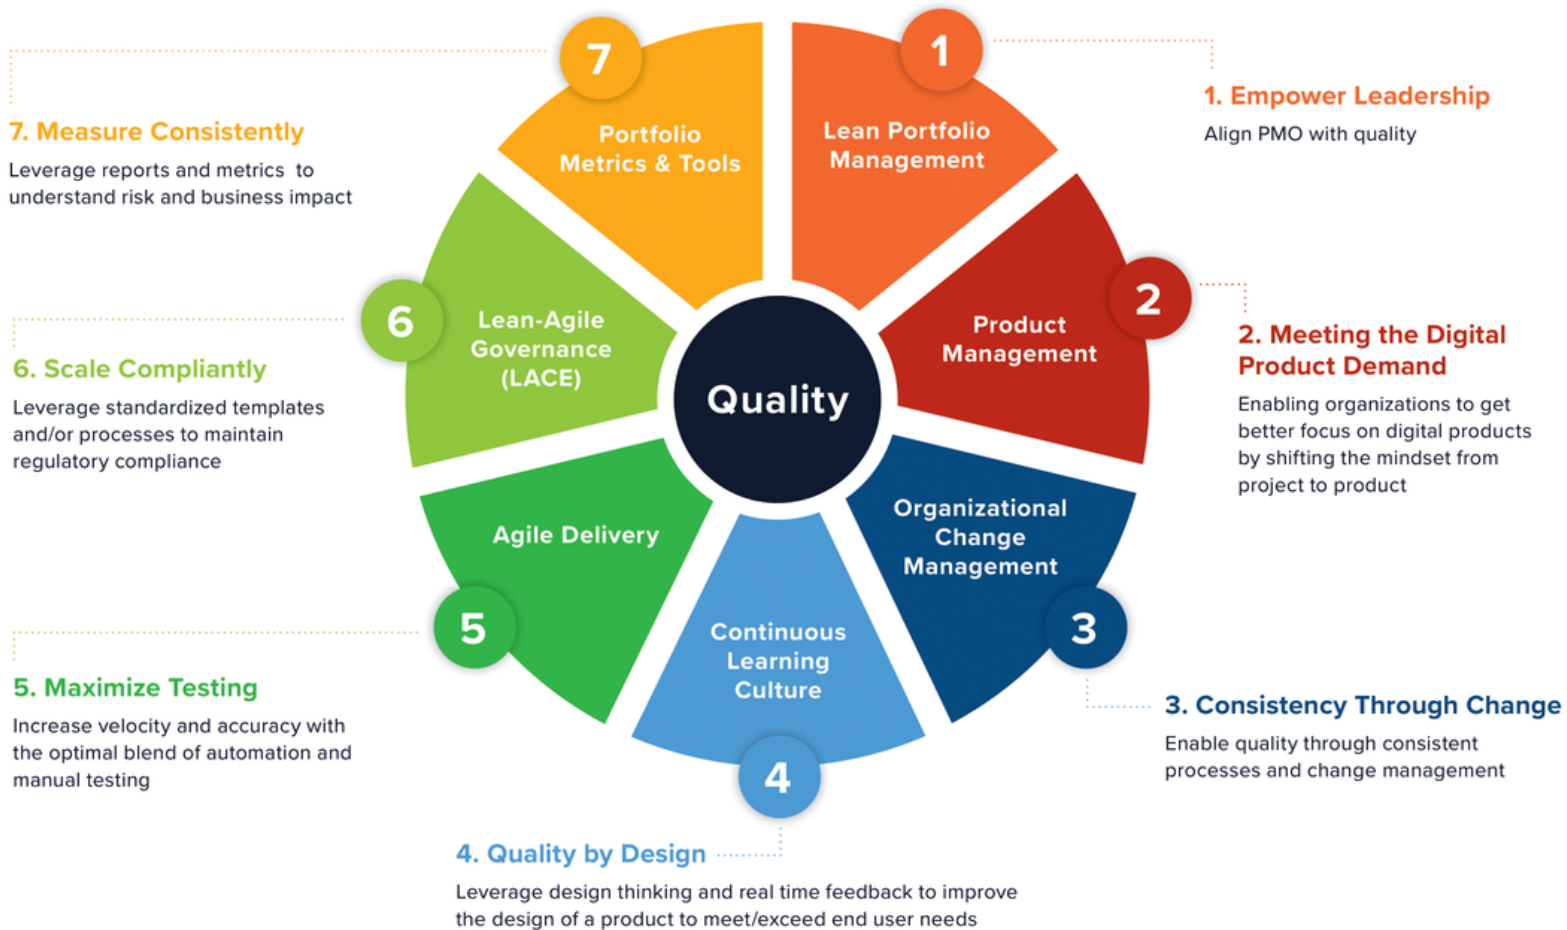 7
1
Portfolio
Metrics & Tools
Lean Portfolio
Management
1. Empower Leadership
Align PMO with quality
7. Measure Consistently
Leverage reports and metrics to
understand risk and business impact
2
Product
Management
2. Meeting the Digital
Product Demand
Enabling organizations to get
better focus on digital products
by shifting the mindset from
project to product
6
Lean-Agile
Governance
(LACE)
6. Scale Compliantly
Leverage standardized templates
and/or processes to maintain
regulatory compliance
Quality
Organizational
Change
Management
3
3. Consistency Through Change
Enable quality through consistent
processes and change management
Agile Delivery
5
5. Maximize Testing
Increase velocity and accuracy with
the optimal blend of automation and
manual testing
Continuous
Learning
Culture
4
4. Quality by Design
Leverage design thinking and real time feedback to improve
the design of a product to meet/exceed end user needs